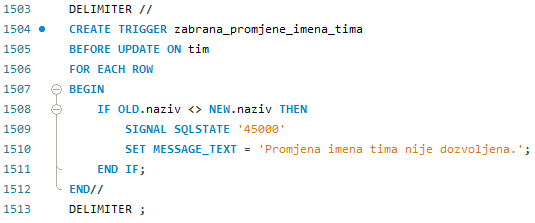 1503 DELIMITER //
1504 CREATE TRIGGER zabrana_promjene_imena_tima
1505 BEFORE UPDATE ON tim
1506 FOR EACH ROW
1507 BEGIN
1508 IF OLD.naziv <> NEW.naziv THEN
1509 SIGNAL SQLSTATE '45000'
1510 SET MESSAGE_TEXT = 'Promjena imena tima nije dozvoljena.';
1511 END IF;
1512 END//
1513 DELIMITER ;